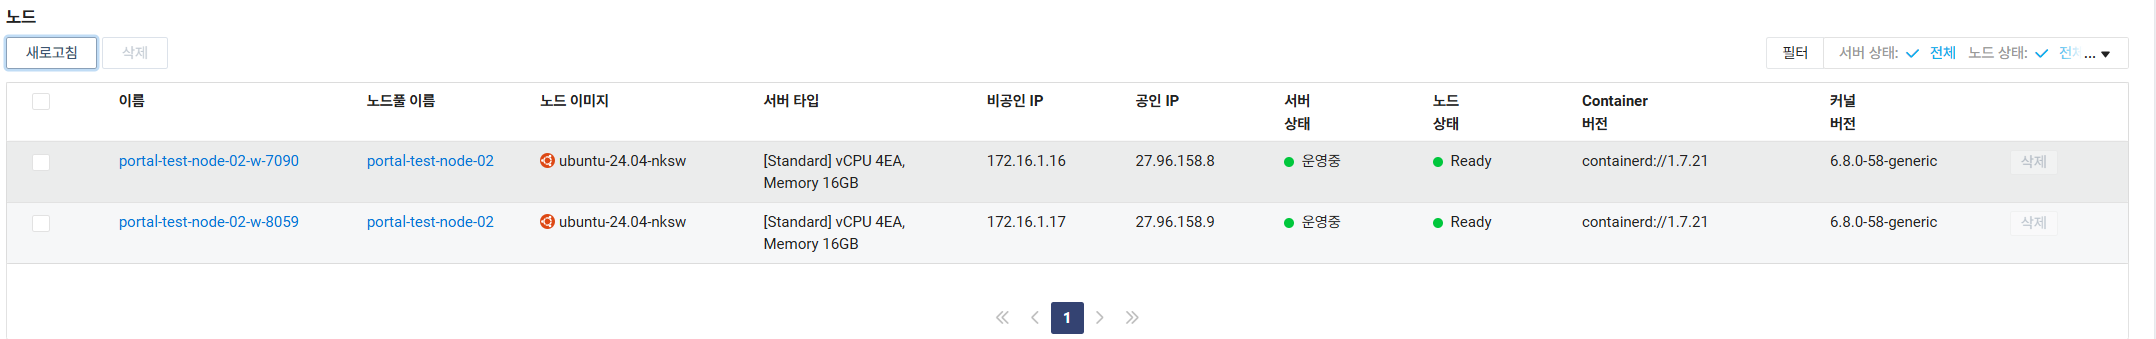 노드
새로고침 삭제 필터 서버 상태: 전체 노드 상태: 전체 ...
이름 노드풀 이름 노드 이미지 서버 타입 비공인 IP 공인 IP 서버 상태 노드 상태 Container 버전 커널 버전
portal-test-node-02-w-7090 portal-test-node-02 ubuntu-24.04-nksw [Standard] vCPU 4EA, Memory 16GB 172.16.1.16 27.96.158.8 운영중 Ready containerd://1.7.21 6.8.0-58-generic 삭제
portal-test-node-02-w-8059 portal-test-node-02 ubuntu-24.04-nksw [Standard] vCPU 4EA, Memory 16GB 172.16.1.17 27.96.158.9 운영중 Ready containerd://1.7.21 6.8.0-58-generic 삭제
1